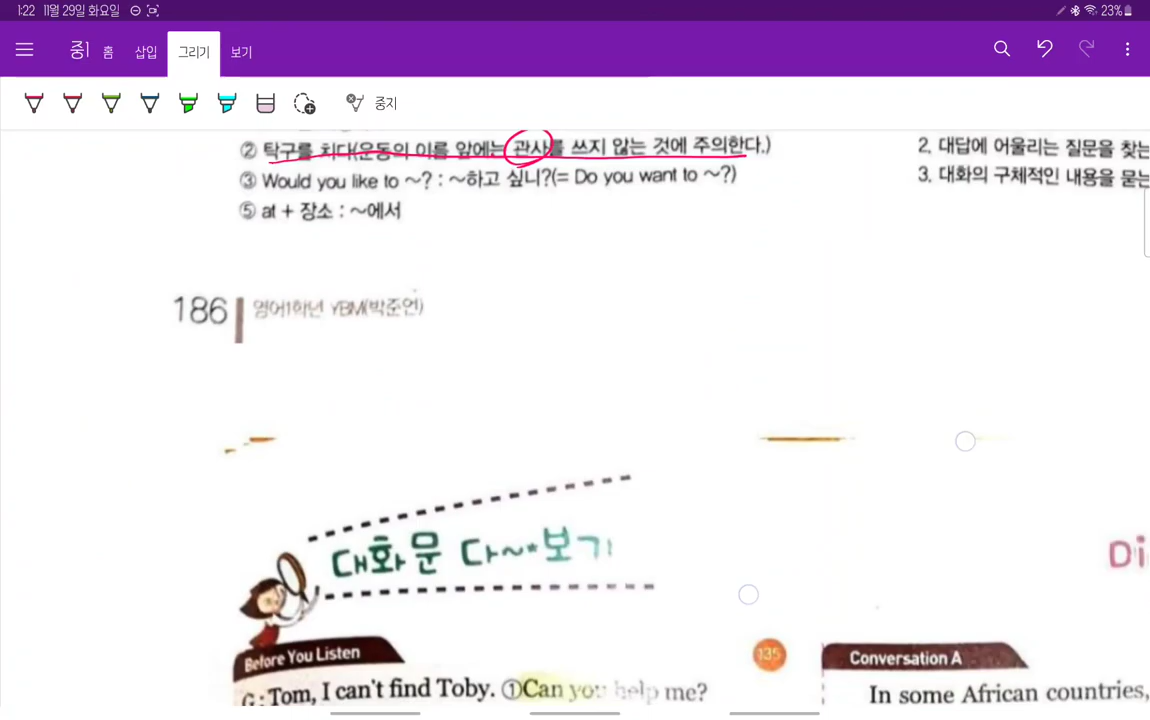 1:22 11월 29일 화요일
23%
중1 홈 삽입 그리기 보기
중지
② 탁구를 치다(운동의 이름 앞에는 관사를 쓰지 않는 것에 주의한다.)
③ Would you like to ~? : ~하고 싶니?(= Do you want to ~?)
⑤ at + 장소 : ~에서
2. 대답에 어울리는 질문을 찾는
3. 대화의 구체적인 내용을 묻는
186 영어1학년 YBM(박준언)
대화문 다~*보기
Di
Before You Listen
135
G : Tom, I can't find Toby. ①Can you help me?
Conversation A
In some African countries,